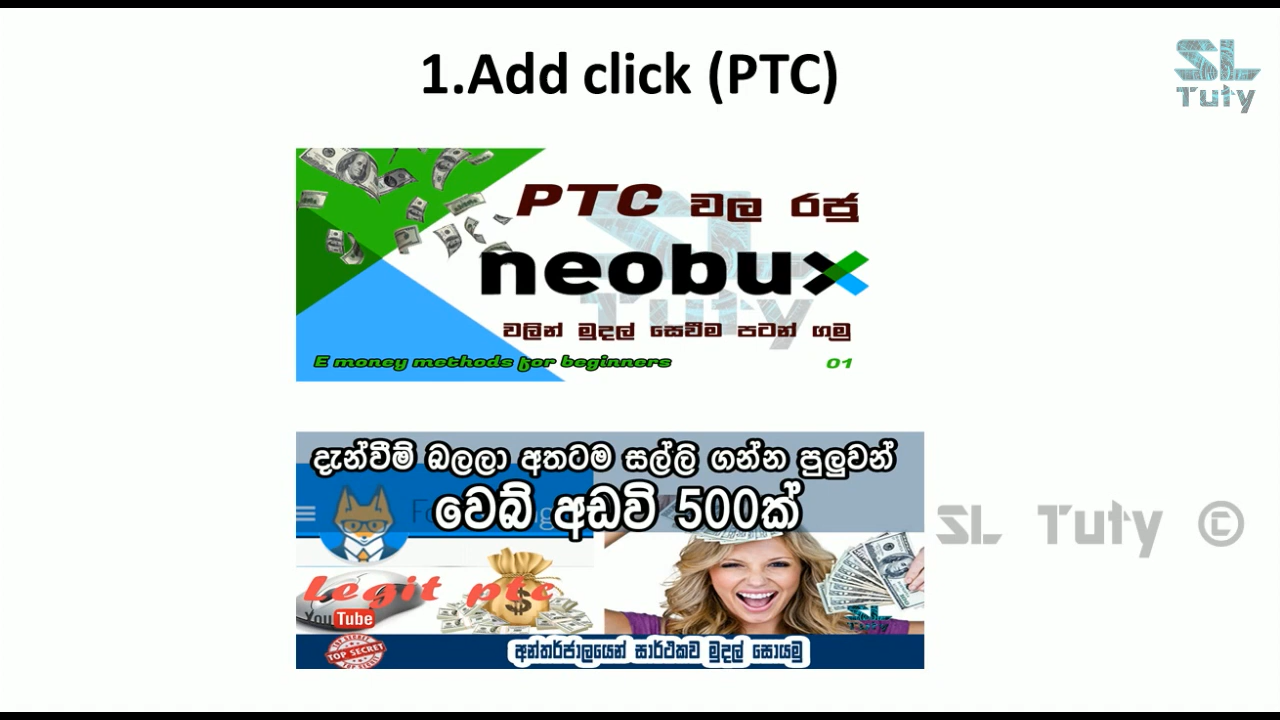 1.Add click (PTC)
SL
Tuty
PTC වල රජු
neobux
වලින් මුදල් සෙවීම පටන් ගමු
E money methods for beginners
01
දැන්වීම් බලලා අතටම සල්ලි ගන්න පුලුවන්
වෙබ් අඩවි 500ක්
SL Tuty ©
Legit ptc
YouTube
TOP SECRET
අන්තර්ජාලයෙන් සාර්ථකව මුදල් සොයමු